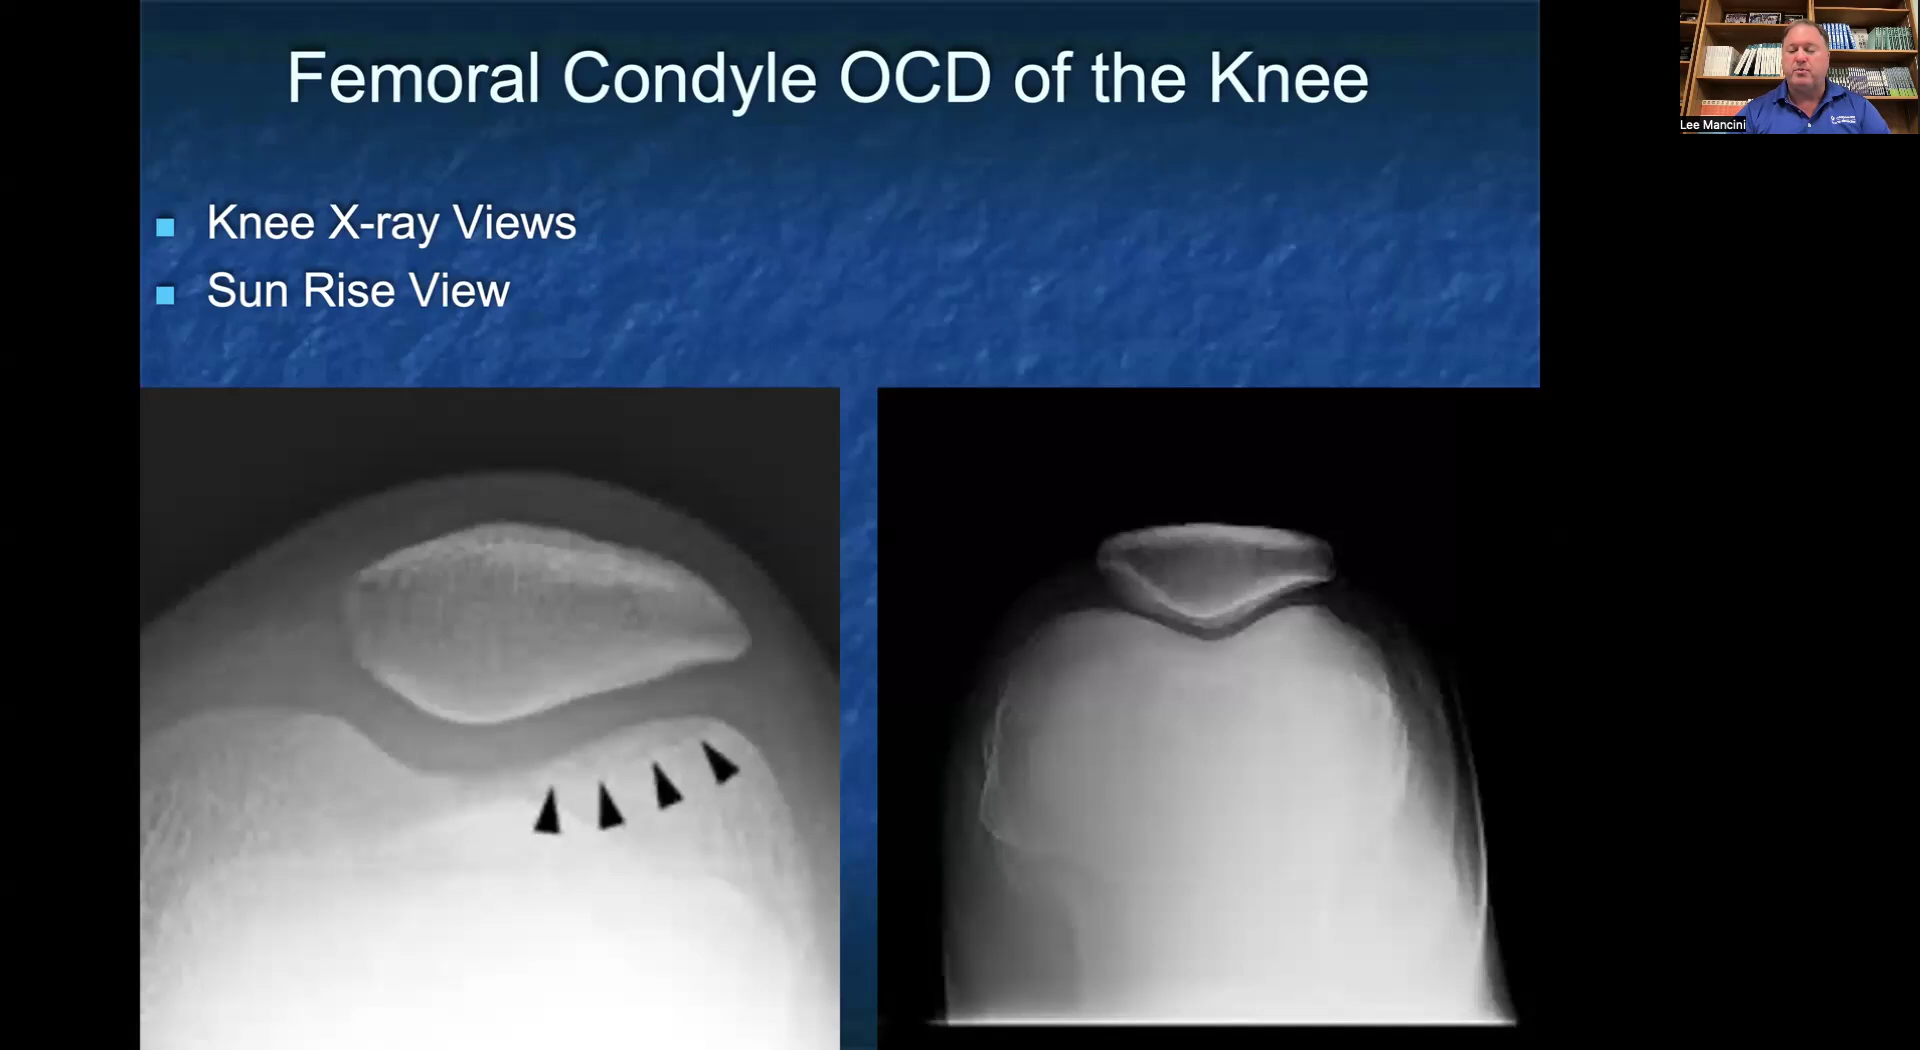 Femoral Condyle OCD of the Knee
Knee X-ray Views
Sun Rise View
Lee Mancini